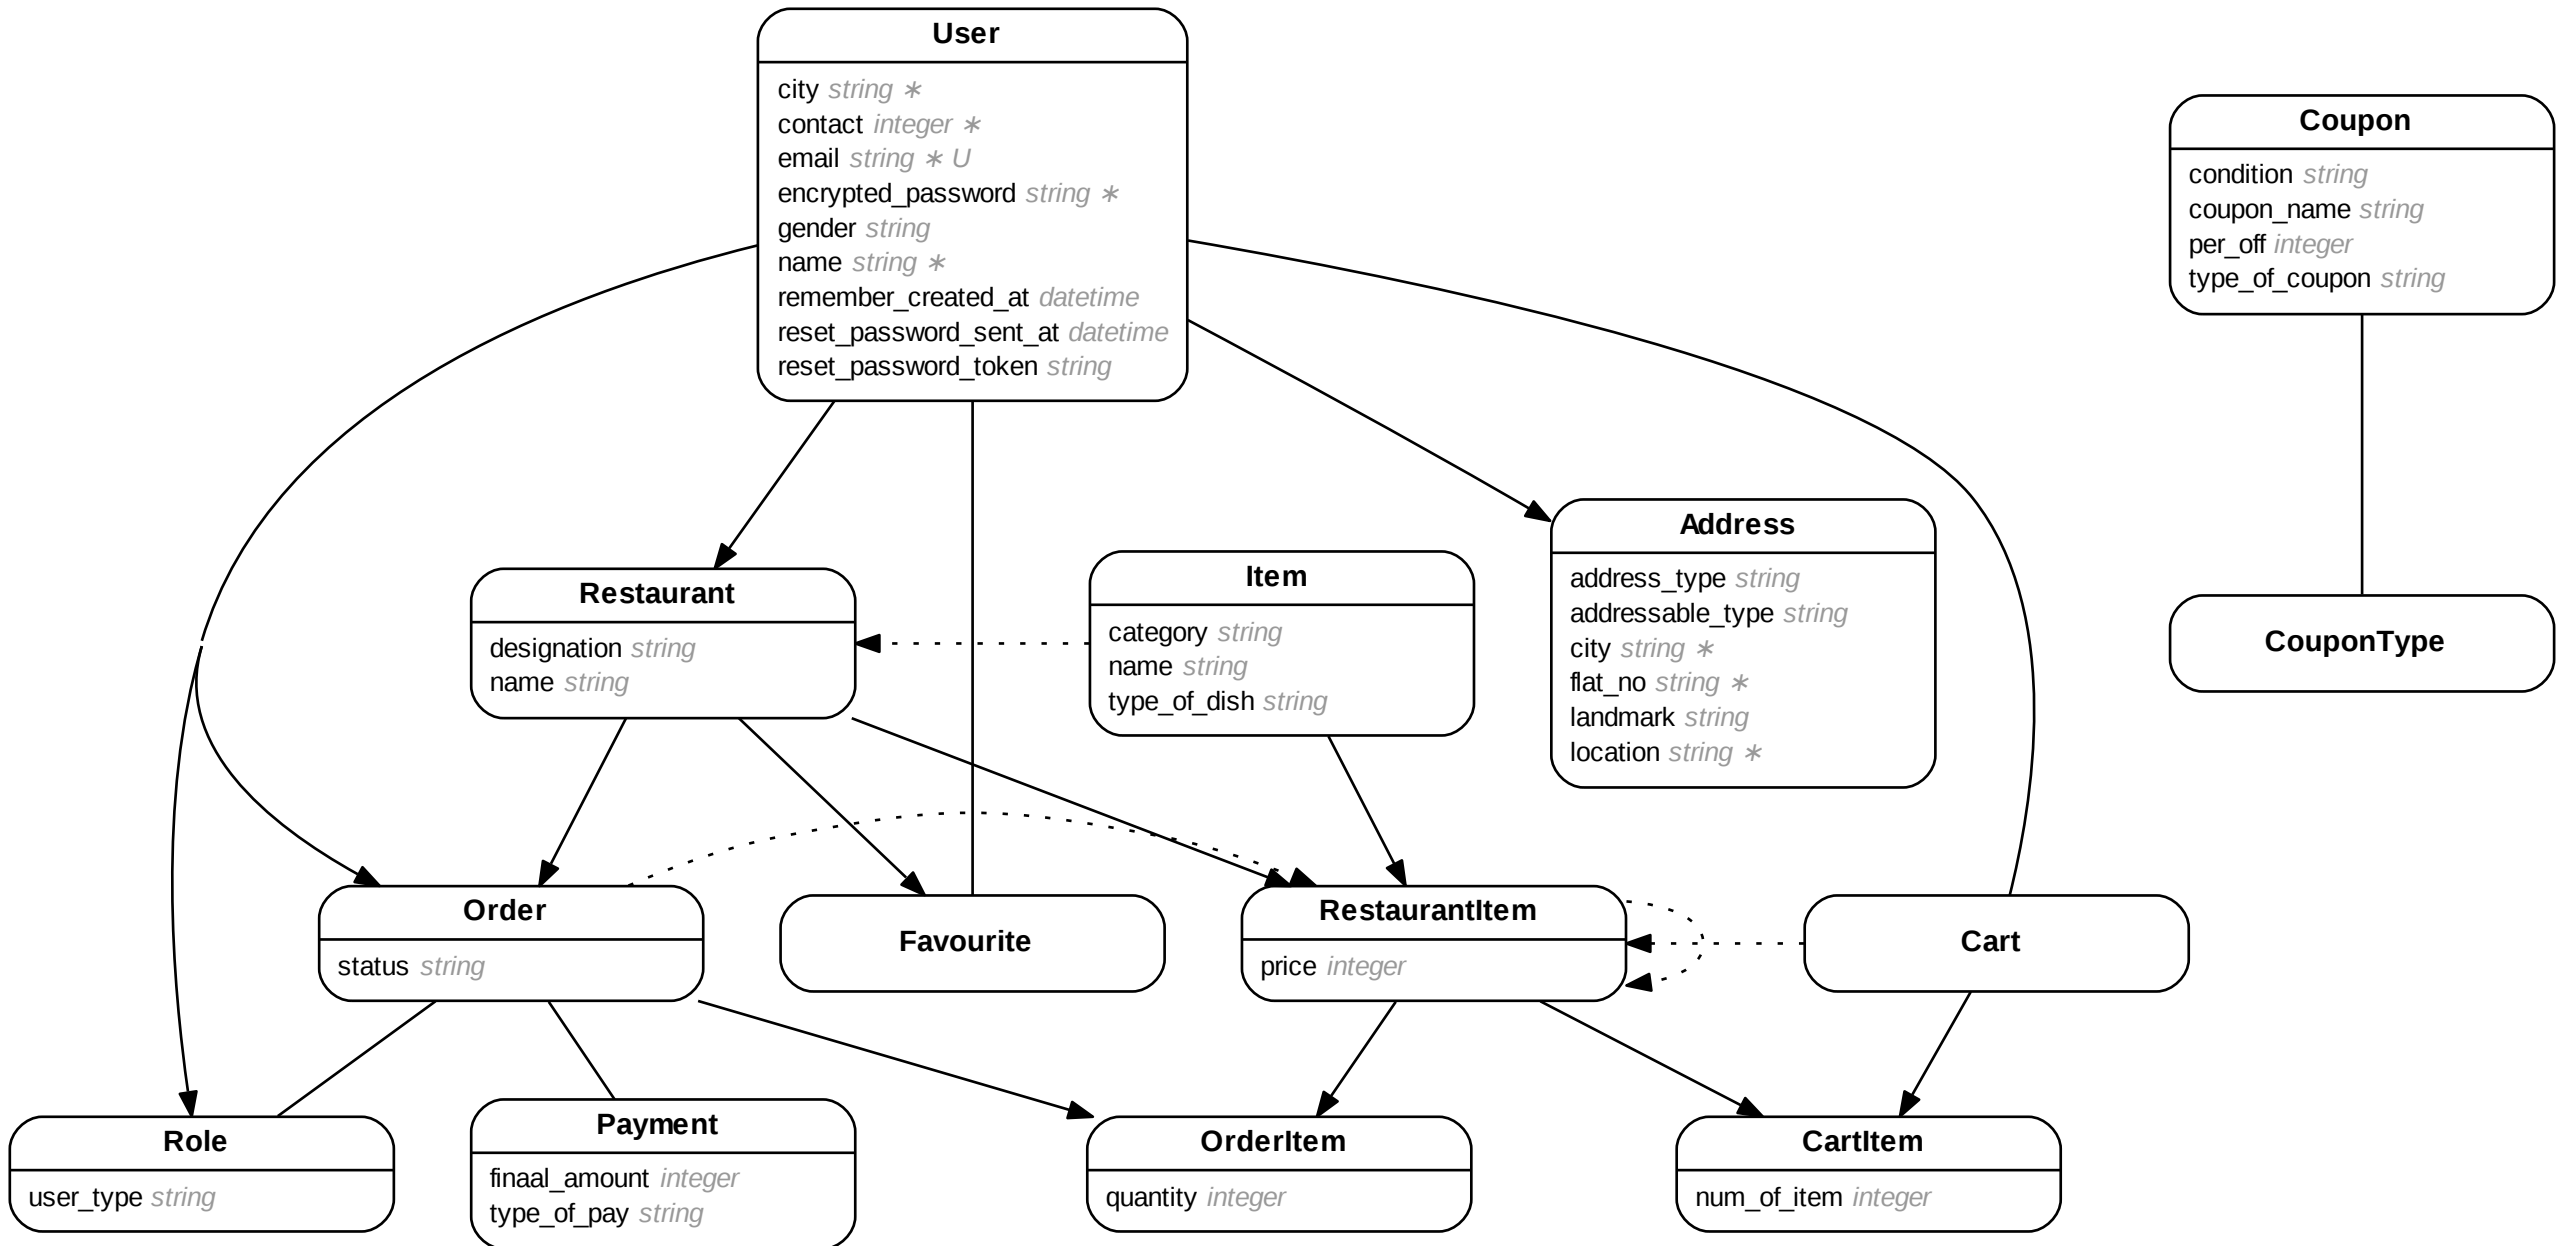 User
city string ∗
contact integer ∗
email string ∗ U
encrypted_password string ∗
gender string
name string ∗
remember_created_at datetime
reset_password_sent_at datetime
reset_password_token string
Coupon
condition string
coupon_name string
per_off integer
type_of_coupon string
Address
address_type string
addressable_type string
city string ∗
flat_no string ∗
landmark string
location string ∗
Item
category string
name string
type_of_dish string
Restaurant
designation string
name string
CouponType
Order
status string
Favourite
RestaurantItem
price integer
Cart
Role
user_type string
Payment
finaal_amount integer
type_of_pay string
OrderItem
quantity integer
CartItem
num_of_item integer